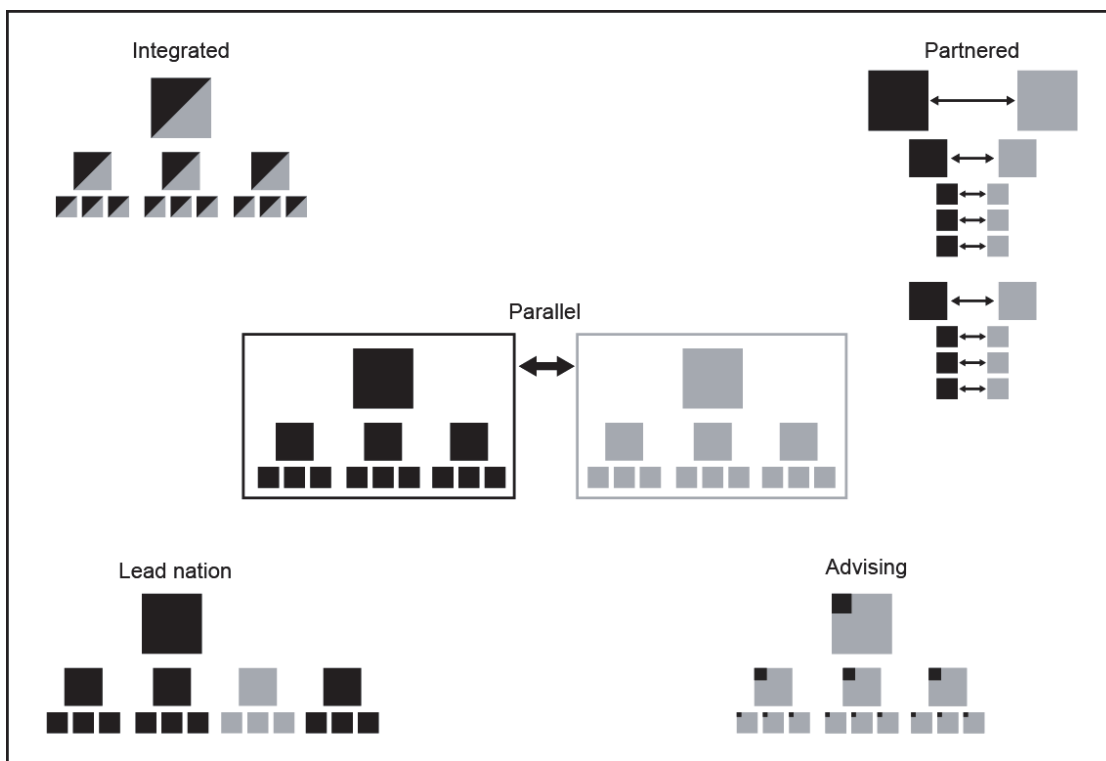 Integrated
Partnered
Parallel
Lead nation
Advising